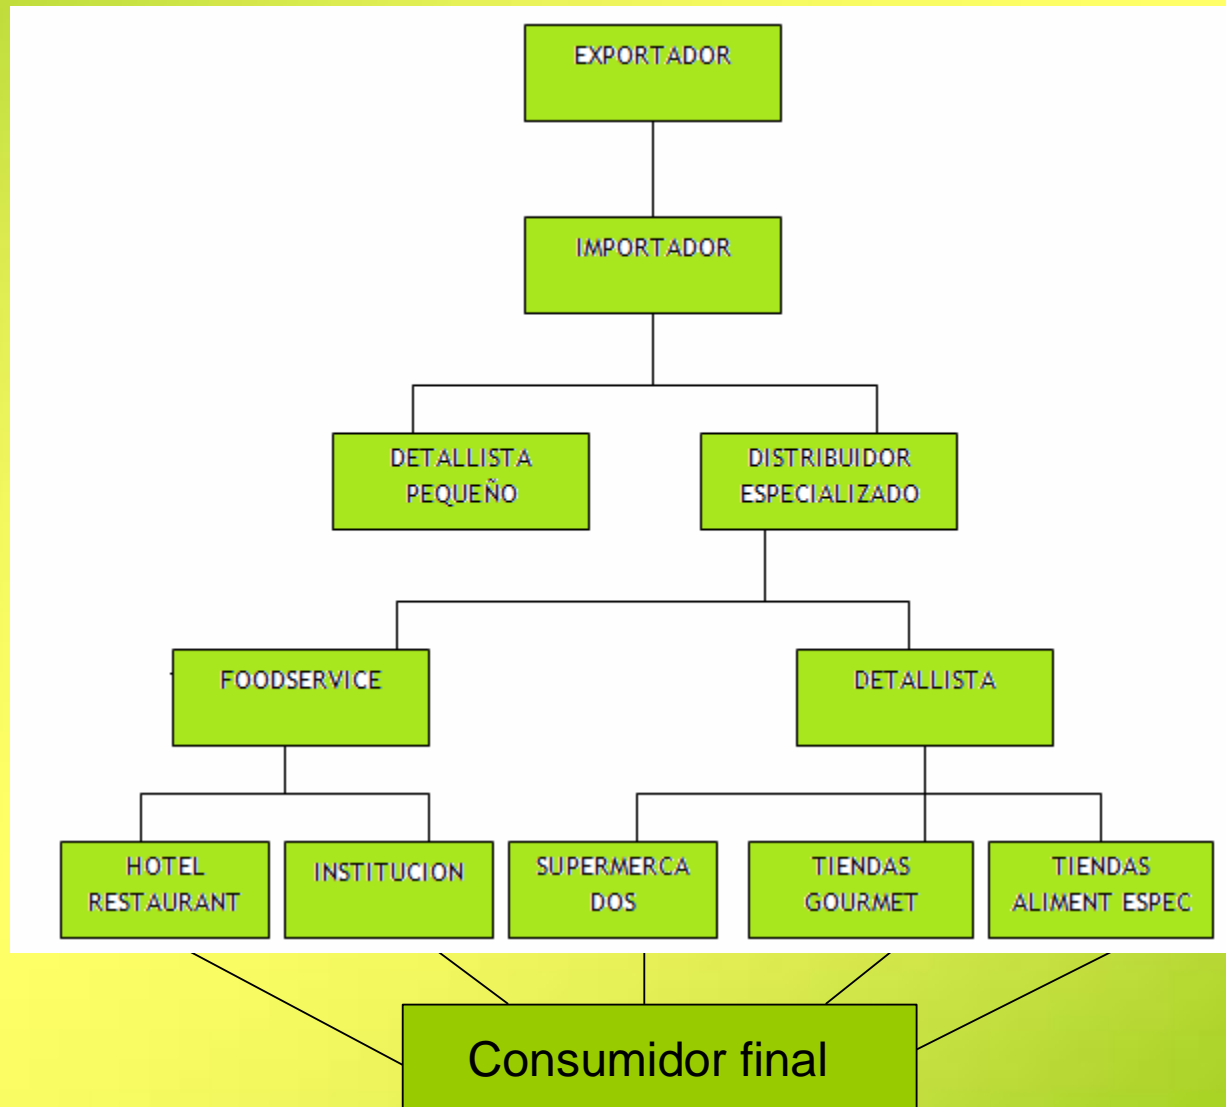 EXPORTADOR
IMPORTADOR
DETALLISTA
PEQUEÑO
DISTRIBUIDOR
ESPECIALIZADO
FOODSERVICE
DETALLISTA
HOTEL
RESTAURANT
INSTITUCION
SUPERMERCA
DOS
TIENDAS
GOURMET
TIENDAS
ALIMENT ESPEC
Consumidor final